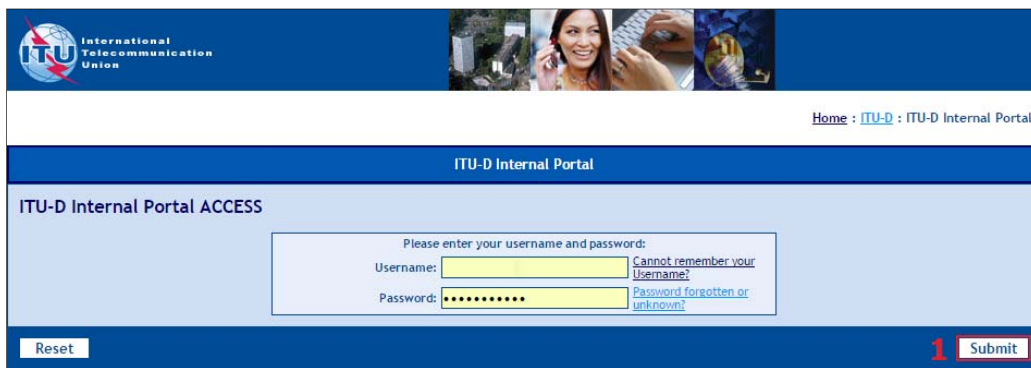 International
Telecommunication
Union
ITU
Home : ITU-D : ITU-D Internal Portal
ITU-D Internal Portal
ITU-D Internal Portal ACCESS
Please enter your username and password:
Username:
Cannot remember your
Username?
Password: •••••••••••
Password forgotten or
unknown?
Reset
1 Submit